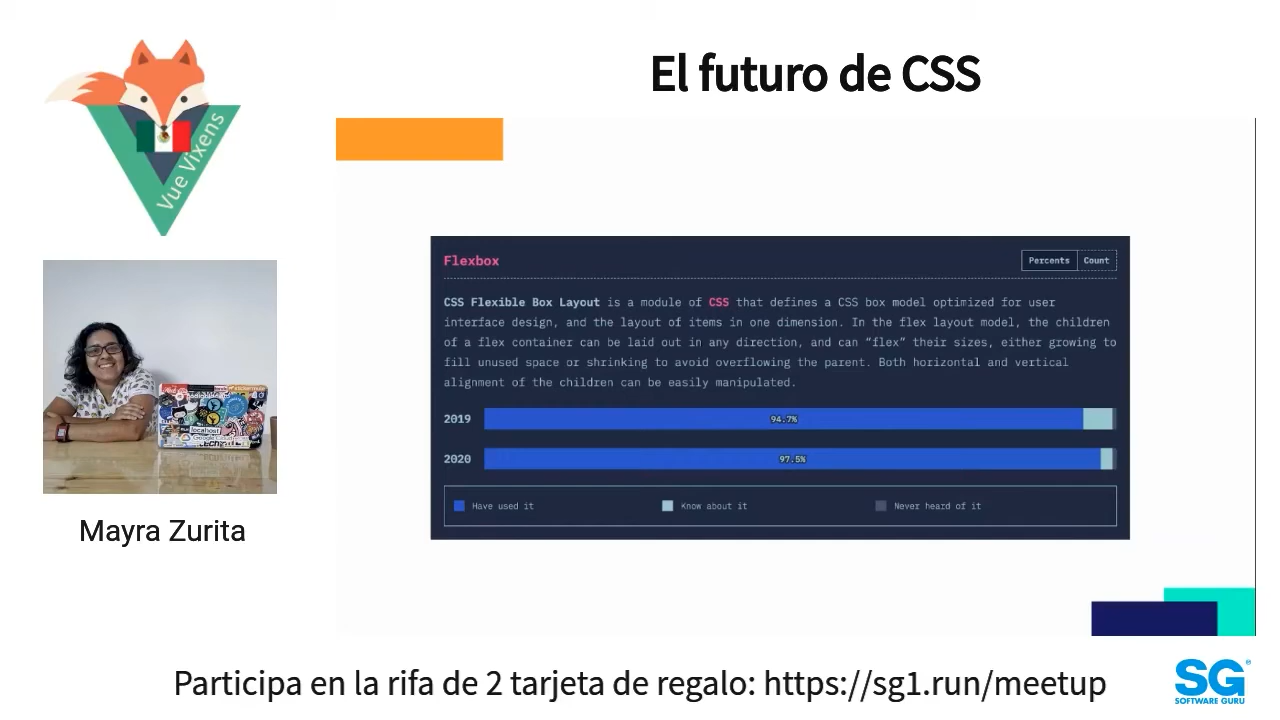 El futuro de CSS
Vue Vixens
Flexbox
Percents Count
CSS Flexible Box Layout is a module of CSS that defines a CSS box model optimized for user
interface design, and the layout of items in one dimension. In the flex layout model, the children
of a flex container can be laid out in any direction, and can “flex” their sizes, either growing to
fill unused space or shrinking to avoid overflowing the parent. Both horizontal and vertical
alignment of the children can be easily manipulated.
2019 94.7%
2020 97.5%
Have used it Know about it Never heard of it
localhost
Google Cloud
Mayra Zurita
Participa en la rifa de 2 tarjeta de regalo: https://sg1.run/meetup
SG®
SOFTWARE GURU